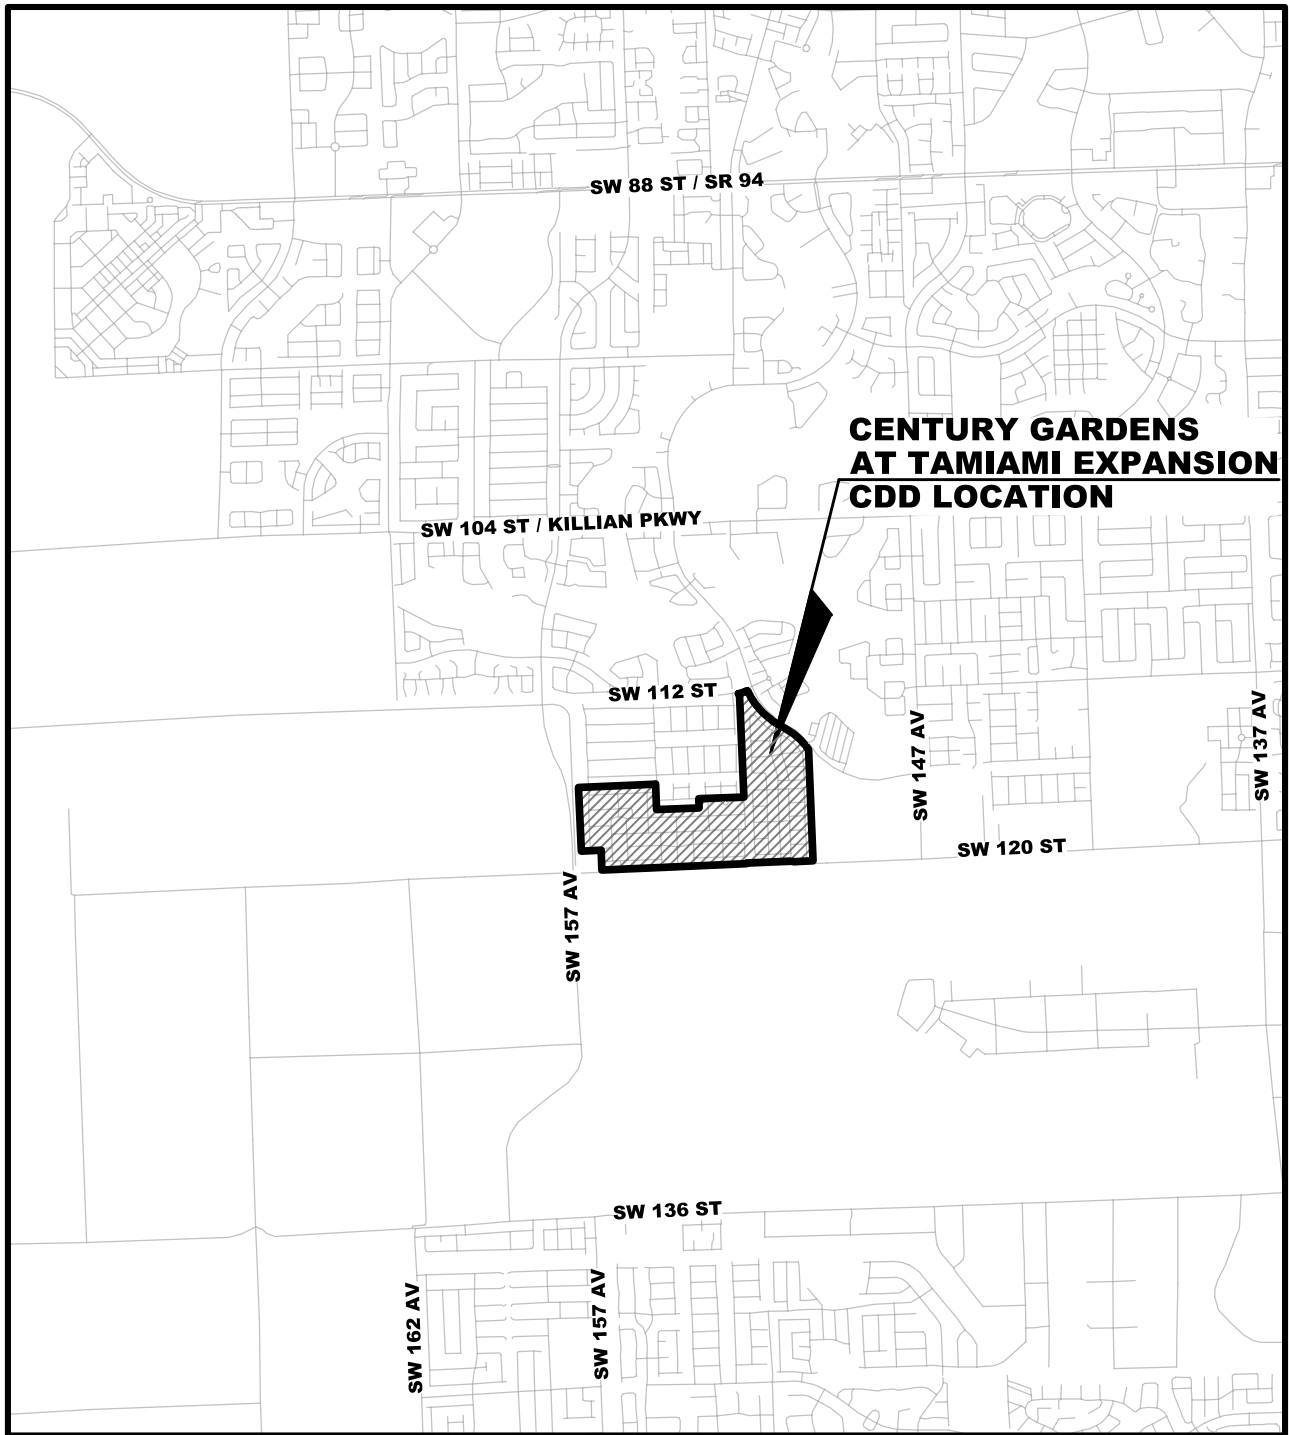 SW 88 ST / SR 94
CENTURY GARDENS
AT TAMIAMI EXPANSION
CDD LOCATION
SW 104 ST / KILLIAN PKWY
SW 112 ST
SW 147 AV
SW 137 AV
SW 120 ST
SW 157 AV
SW 136 ST
SW 162 AV
SW 157 AV